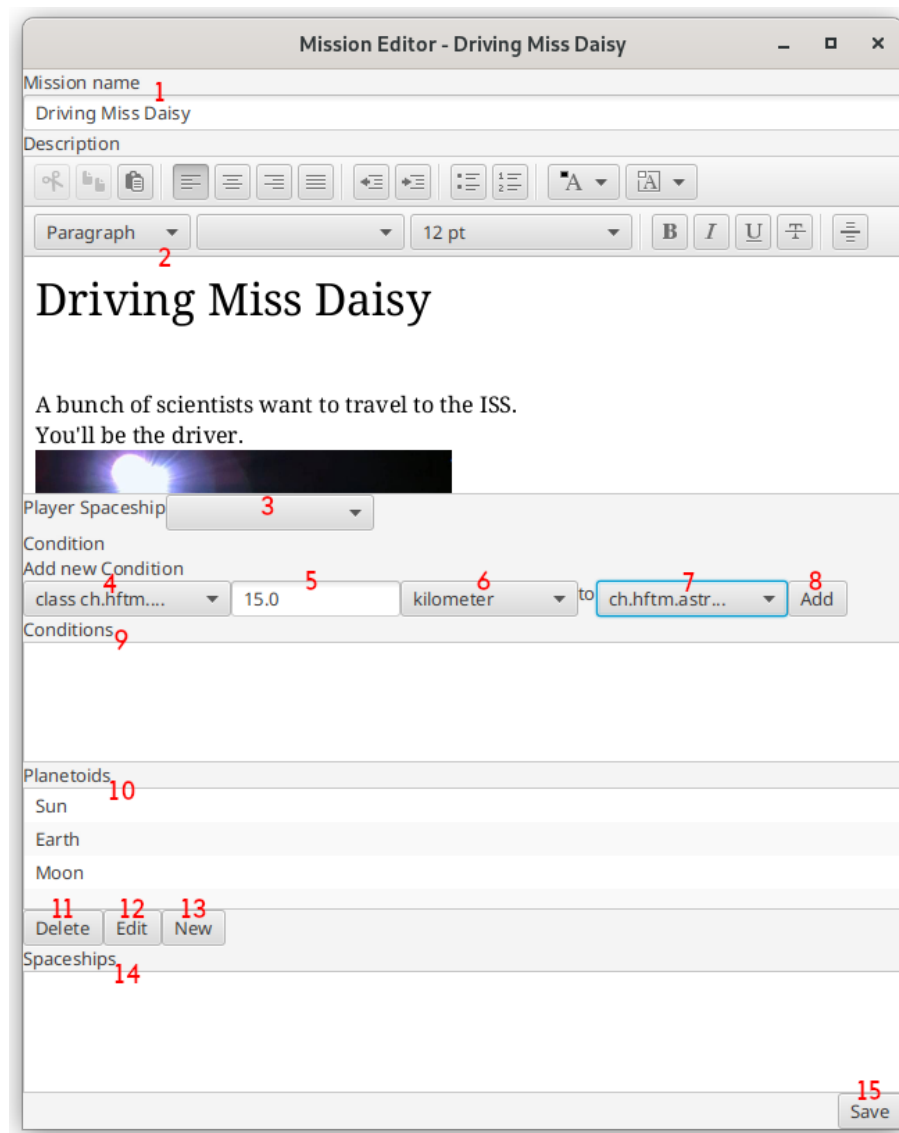 Mission Editor - Driving Miss Daisy
Mission name
1
Driving Miss Daisy
Description
Paragraph 12 pt B I U T
2
Driving Miss Daisy
A bunch of scientists want to travel to the ISS.
You'll be the driver.
Player Spaceship 3
Condition
Add new Condition
4 5 6 7 8
class ch.hftm.... 15.0 kilometer to ch.hftm.astr... Add
Conditions 9
Planetoids 10
Sun
Earth
Moon
11 12 13
Delete Edit New
Spaceships 14
15
Save